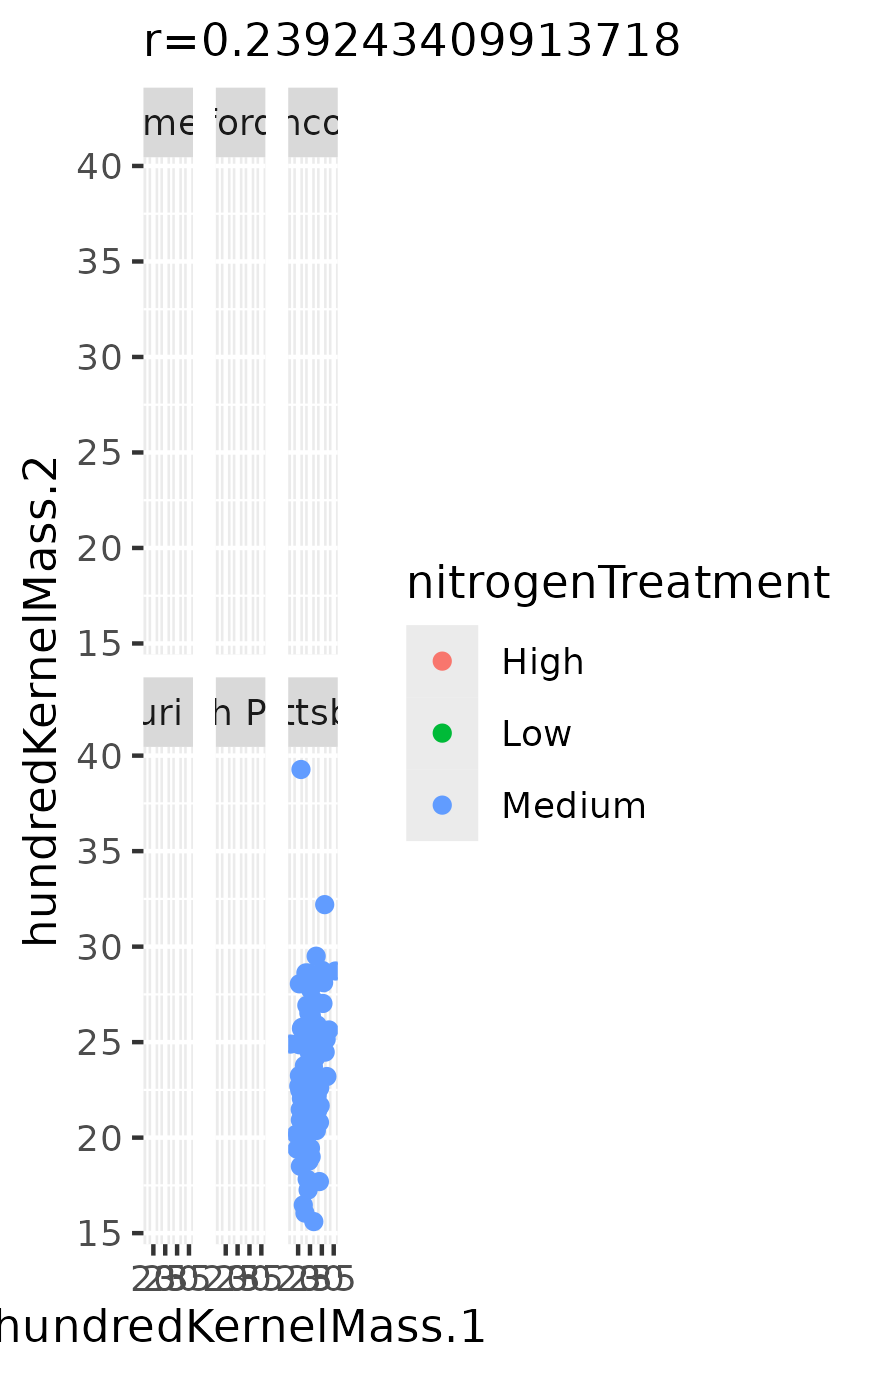 r=0.239243409913718
me
ford
nco
40
35
30
25
20
15
hundredKernelMass.2
nitrogenTreatment
High
Low
Medium
uri
h P
ttsb
40
35
30
25
20
15
hundredKernelMass.1